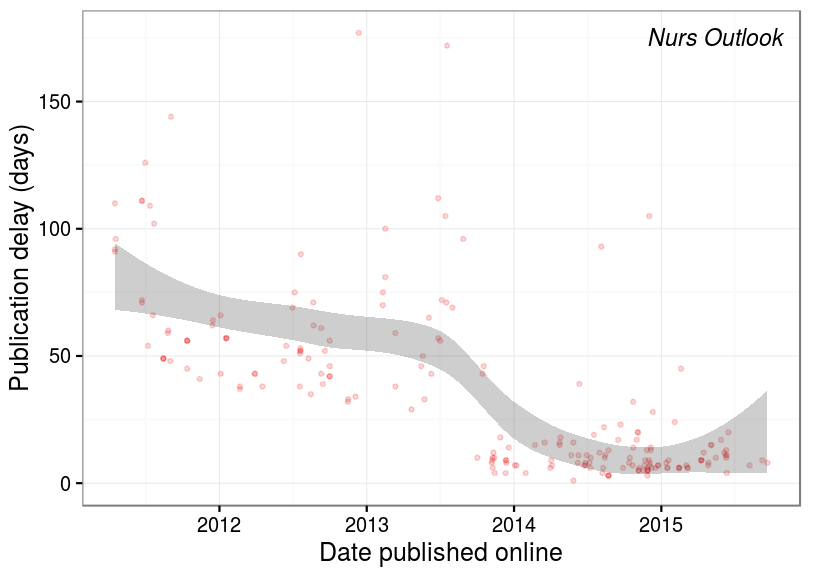 Nurs Outlook
Publication delay (days)
150
100
50
0
2012 2013 2014 2015
Date published online